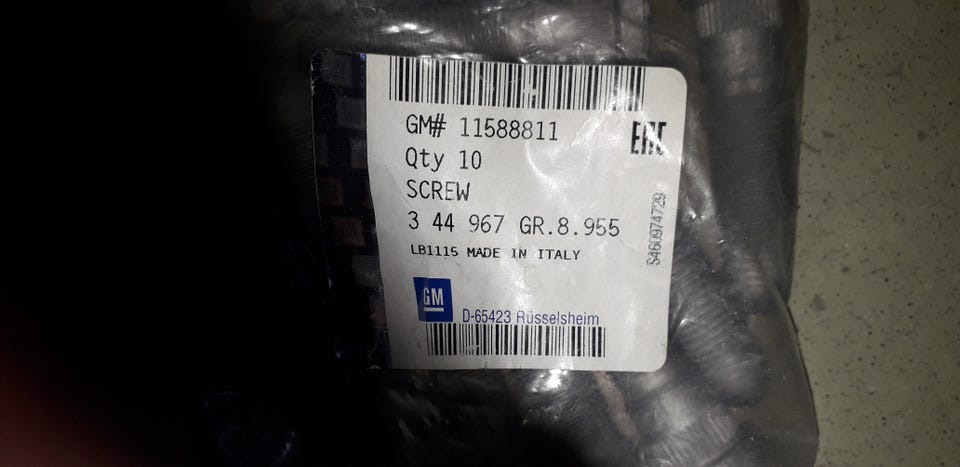 GM# 11588811
EAC
Qty 10
SCREW
3 44 967 GR.8.955
LB1115 MADE IN ITALY
S460974729
GM
D-65423 Rüsselsheim